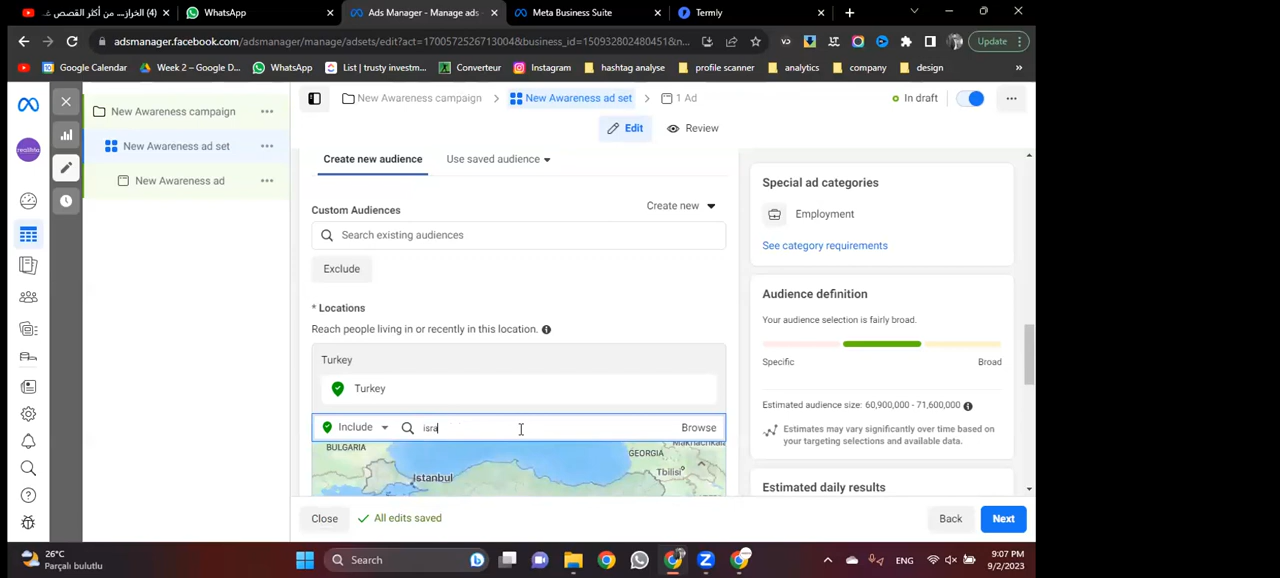 (4) الخراز... من أكثر القصص غ
WhatsApp
Ads Manager - Manage ads -
Meta Business Suite
Termly
adsmanager.facebook.com/adsmanager/manage/adsets/edit?act=1700572526713004&business_id=150932802480451&n...
Update
Google Calendar
Week 2 – Google D...
WhatsApp
List | trusty investm...
Converteur
Instagram
hashtag analyse
profile scanner
analytics
company
design
»
New Awareness campaign
New Awareness ad set
New Awareness ad
New Awareness campaign
New Awareness ad set
1 Ad
In draft
Edit
Review
Create new audience
Use saved audience
Custom Audiences
Create new
Search existing audiences
Exclude
* Locations
Reach people living in or recently in this location.
Turkey
Turkey
Include
isra
Browse
BULGARIA
GEORGIA
Makhachkala
Tbilisi
Istanbul
Special ad categories
Employment
See category requirements
Audience definition
Your audience selection is fairly broad.
Specific
Broad
Estimated audience size: 60,900,000 - 71,600,000
Estimates may vary significantly over time based on
your targeting selections and available data.
Estimated daily results
Close
All edits saved
Back
Next
26°C
Parçalı bulutlu
Search
ENG
9:07 PM
9/2/2023